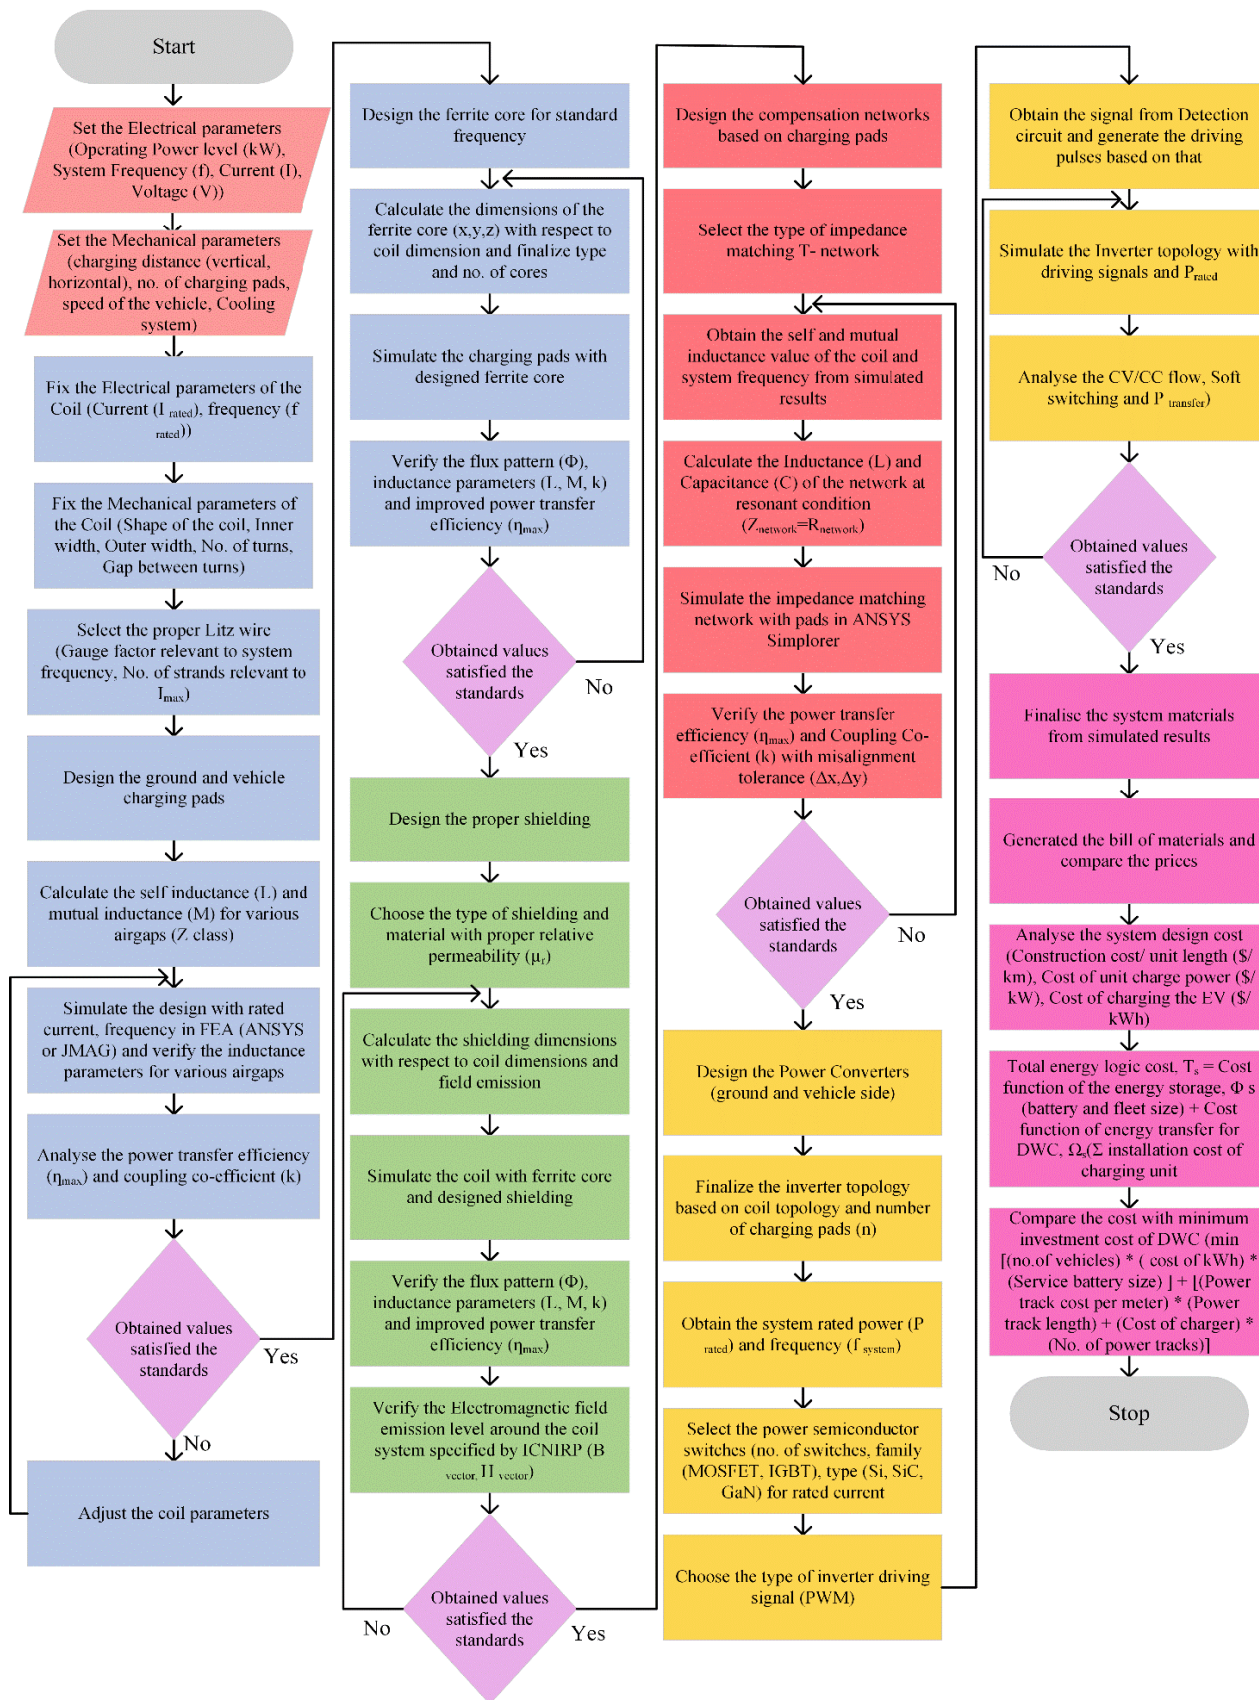 Start
Set the Electrical parameters
(Operating Power level (kW),
System Frequency (f), Current (I),
Voltage (V))
Set the Mechanical parameters
(charging distance (vertical,
horizontal), no. of charging pads,
speed of the vehicle, Cooling
system)
Fix the Electrical parameters of the
Coil (Current (I rated), frequency (f
rated))
Fix the Mechanical parameters of
the Coil (Shape of the coil, Inner
width, Outer width, No. of turns,
Gap between turns)
Select the proper Litz wire
(Gauge factor relevant to system
frequency, No. of strands relevant to
Imax)
Design the ground and vehicle
charging pads
Calculate the self inductance (L) and
mutual inductance (M) for various
airgaps (Z class)
Simulate the design with rated
current, frequency in FEA (ANSYS
or JMAG) and verify the inductance
parameters for various airgaps
Analyse the power transfer efficiency
(ηmax) and coupling co-efficient (k)
Obtained values
satisfied the
standards
Yes
No
Adjust the coil parameters
Design the ferrite core for standard
frequency
Calculate the dimensions of the
ferrite core (x,y,z) with respect to
coil dimension and finalize type
and no. of cores
Simulate the charging pads with
designed ferrite core
Verify the flux pattern (Φ),
inductance parameters (L, M, k)
and improved power transfer
efficiency (ηmax)
Obtained values
satisfied the
standards
No
Yes
Design the proper shielding
Choose the type of shielding and
material with proper relative
permeability (μr)
Calculate the shielding dimensions
with respect to coil dimensions and
field emission
Simulate the coil with ferrite core
and designed shielding
Verify the flux pattern (Φ),
inductance parameters (L, M, k)
and improved power transfer
efficiency (ηmax)
Verify the Electromagnetic field
emission level around the coil
system specified by ICNIRP (B
vector, H vector)
Obtained values
satisfied the
standards
No
Yes
Design the compensation networks
based on charging pads
Select the type of impedance
matching T- network
Obtain the self and mutual
inductance value of the coil and
system frequency from simulated
results
Calculate the Inductance (L) and
Capacitance (C) of the network at
resonant condition
(Znetwork=Rnetwork)
Simulate the impedance matching
network with pads in ANSYS
Simplorer
Verify the power transfer
efficiency (ηmax) and Coupling Co-
efficient (k) with misalignment
tolerance (Δx,Δy)
Obtained values
satisfied the
standards
No
Yes
Design the Power Converters
(ground and vehicle side)
Finalize the inverter topology
based on coil topology and number
of charging pads (n)
Obtain the system rated power (P
rated) and frequency (f system)
Select the power semiconductor
switches (no. of switches, family
(MOSFET, IGBT), type (Si, SiC,
GaN) for rated current
Choose the type of inverter driving
signal (PWM)
Obtain the signal from Detection
circuit and generate the driving
pulses based on that
Simulate the Inverter topology with
driving signals and Prated
Analyse the CV/CC flow, Soft
switching and P transfer)
Obtained values
satisfied the
standards
No
Yes
Finalise the system materials
from simulated results
Generated the bill of materials and
compare the prices
Analyse the system design cost
(Construction cost/ unit length ($/
km), Cost of unit charge power ($/
kW), Cost of charging the EV ($/
kWh)
Total energy logic cost, Ts = Cost
function of the energy storage, Φ s
(battery and fleet size) + Cost
function of energy transfer for
DWC, Ωs(Σ installation cost of
charging unit
Compare the cost with minimum
investment cost of DWC (min
⌈(no.of vehicles) * ( cost of kWh) *
(Service battery size) ⌋ + ⌊(Power
track cost per meter) * (Power
track length) + (Cost of charger) *
(No. of power tracks)⌉
Stop